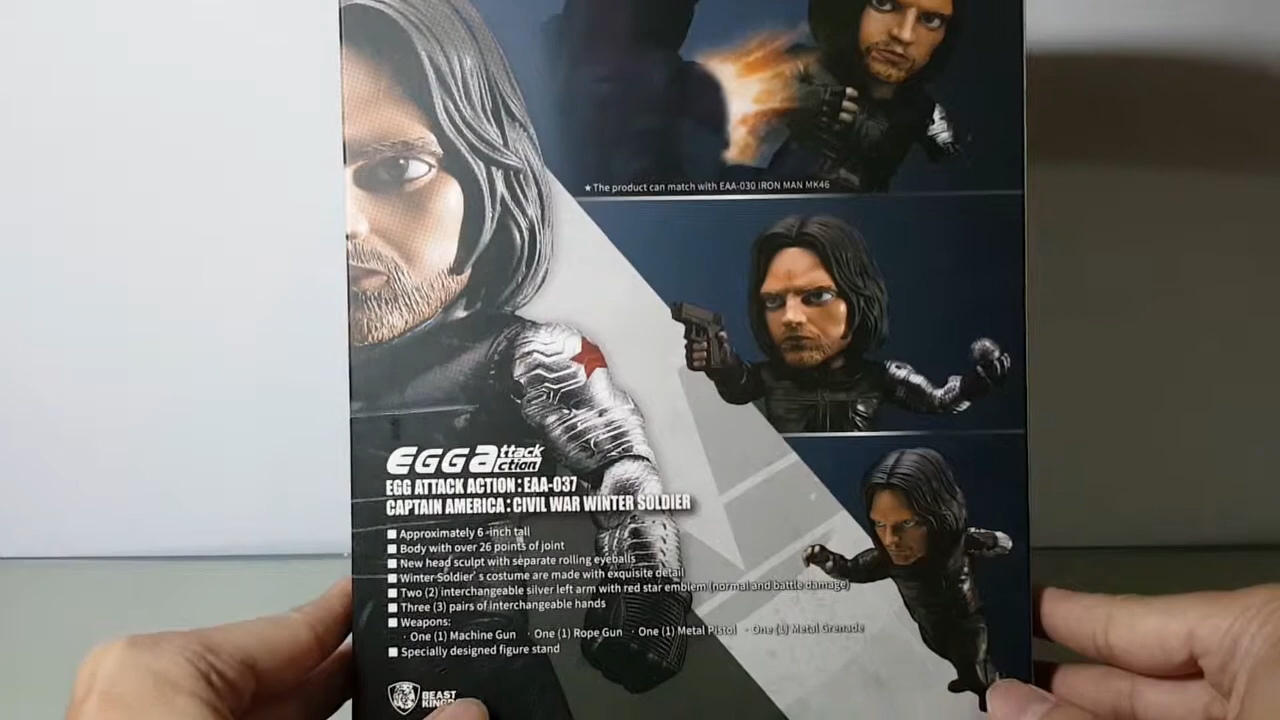 ★ The product can match with EAA-030 IRON MAN MK46
EGG attack action
EGG ATTACK ACTION : EAA-037
CAPTAIN AMERICA : CIVIL WAR WINTER SOLDIER
■ Approximately 6 -inch tall
■ Body with over 26 points of joint
■ New head sculpt with separate rolling eyeballs
■ Winter Soldier' s costume are made with exquisite detail
■ Two (2) interchangeable silver left arm with red star emblem (normal and battle damage)
■ Three (3) pairs of interchangeable hands
■ Weapons:
· One (1) Machine Gun · One (1) Rope Gun · One (1) Metal Pistol · One (1) Metal Grenade
■ Specially designed figure stand
BEAST